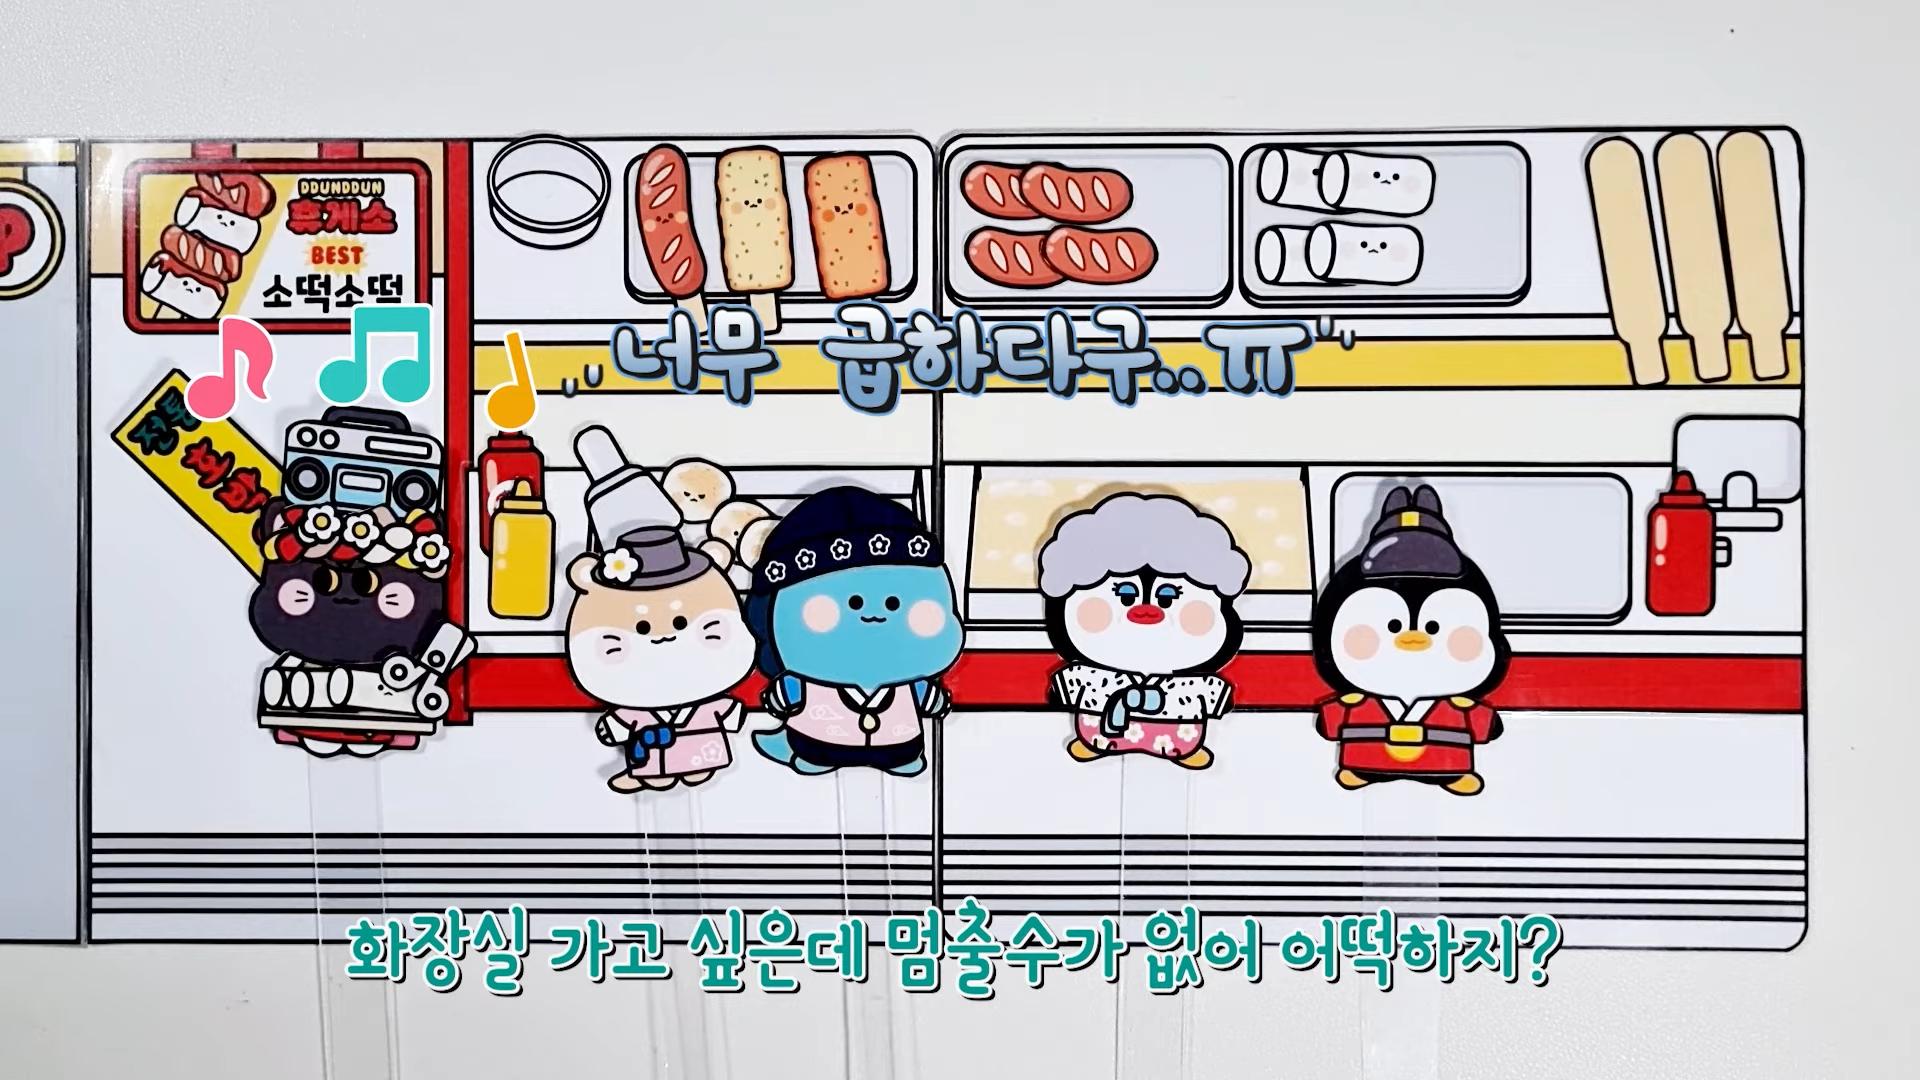 DDUNDDUN
휴게소
BEST
소떡소떡
너무 급하다구..ㅠ
화장실 가고 싶은데 멈출수가 없어 어떡하지?